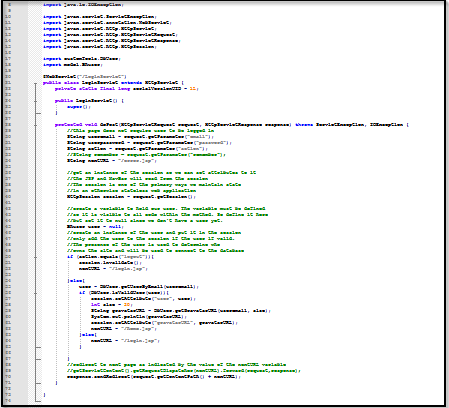 import java.io.IOException;
import javax.servlet.ServletException;
import javax.servlet.annotation.WebServlet;
import javax.servlet.http.HttpServlet;
import javax.servlet.http.HttpServletRequest;
import javax.servlet.http.HttpServletResponse;
import javax.servlet.http.HttpSession;
import customTools.DbUser;
import model.Bhuser;
@WebServlet("/LoginServlet")
public class LoginServlet extends HttpServlet {
private static final long serialVersionUID = 1L;
public LoginServlet() {
super();
}
protected void doPost(HttpServletRequest request, HttpServletResponse response) throws ServletException, IOException {
//this page does not require user to be logged in
String useremail = request.getParameter("email");
String userpassword = request.getParameter("password");
String action = request.getParameter("action");
//String remember = request.getParameter("remember");
String nextURL = "/error.jsp";
//get an instance of the session so we can set attributes to it
//the JSP and NavBar will read from the session
//The session is one of the primary ways we maintain state
//in an otherwise stateless web application
HttpSession session = request.getSession();
//create a variable to hold our user. The variable must be defined
//so it is visible to all code within the method. So define it here
//but set it to null since we don't have a user yet.
Bhuser user = null;
//create an instance of the user and put it in the session
//only add the user to the session if the user if valid.
//The presence of the user is used to determine who
//owns the site and will be used to connect to the database
if (action.equals("logout")){
session.invalidate();
nextURL = "/login.jsp";
}else{
user = DbUser.getUserByEmail(useremail);
if (DbUser.isValidUser(user)){
session.setAttribute("user", user);
int size =
String gravatarURL = DbUser.getGravatarURL(useremail, size);
System.out.println(gravatarURL);
session.setAttribute("gravatarURL", gravatarURL);
nextURL = "/home.jsp";
}else{
nextURL = "/login.jsp";
}
}
//redirect to next page as indicated by the value of the nextURL variable
//getServletContext().getRequestDispatcher(nextURL).forward(request,response);
response.sendRedirect(request.getContextPath() + nextURL);
}
}